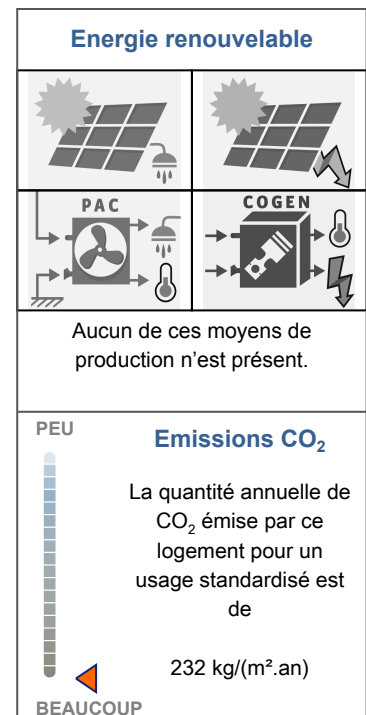 Energie renouvelable
PAC
COGEN
Aucun de ces moyens de
production n'est présent.
PEU
Emissions CO₂
La quantité annuelle de
CO₂ émise par ce
logement pour un
usage standardisé est
de
232 kg/(m².an)
BEAUCOUP